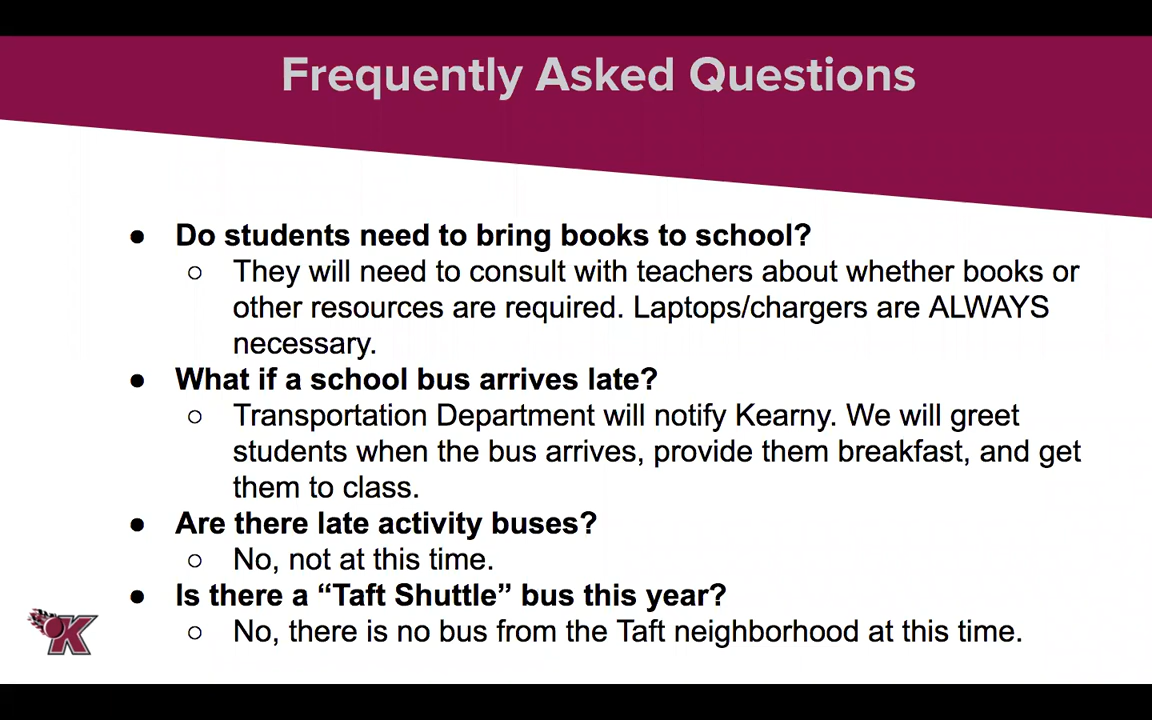 Frequently Asked Questions
● Do students need to bring books to school?
○ They will need to consult with teachers about whether books or
other resources are required. Laptops/chargers are ALWAYS
necessary.
● What if a school bus arrives late?
○ Transportation Department will notify Kearny. We will greet
students when the bus arrives, provide them breakfast, and get
them to class.
● Are there late activity buses?
○ No, not at this time.
● Is there a “Taft Shuttle” bus this year?
○ No, there is no bus from the Taft neighborhood at this time.
K